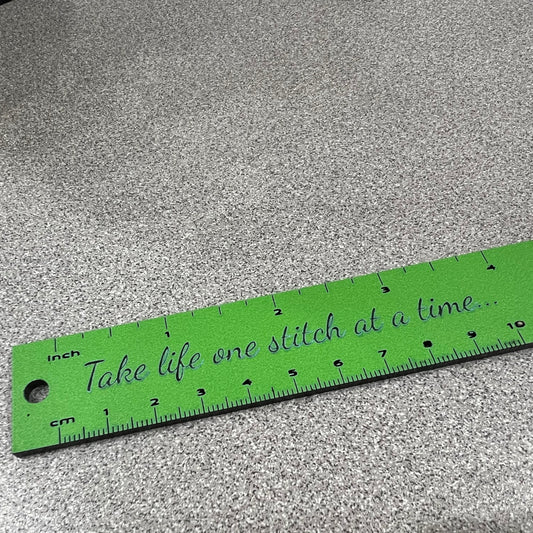 Inch 1 2 3 4
Take life one stitch at a time...
cm 1 2 3 4 5 6 7 8 9 10